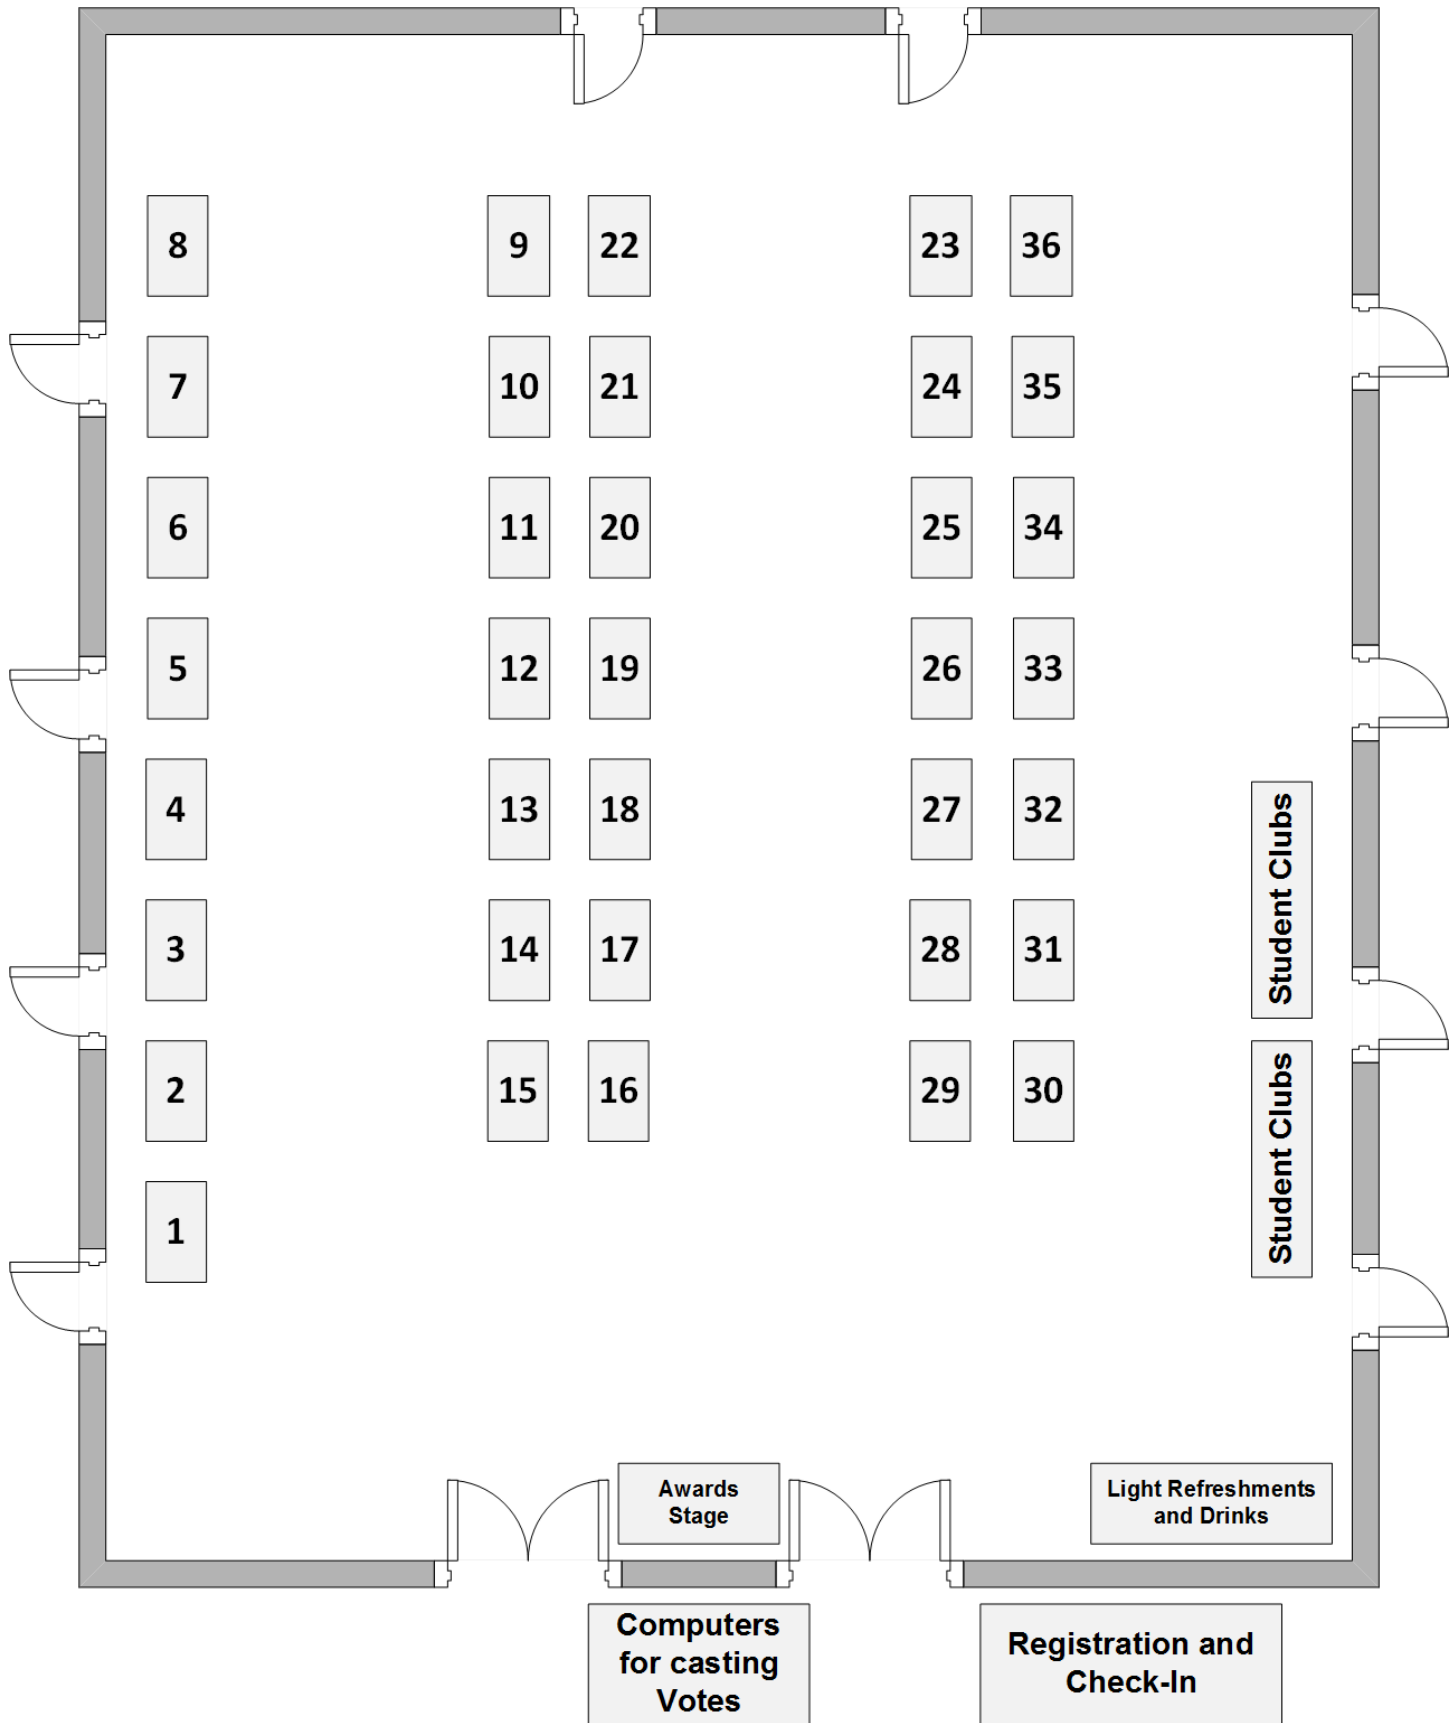 8 9 22 23 36
7 10 21 24 35
6 11 20 25 34
5 12 19 26 33
4 13 18 27 32
3 14 17 28 31
Student Clubs
2 15 16 29 30
Student Clubs
1
Awards
Stage
Light Refreshments
and Drinks
Computers
for casting
Votes
Registration and
Check-In